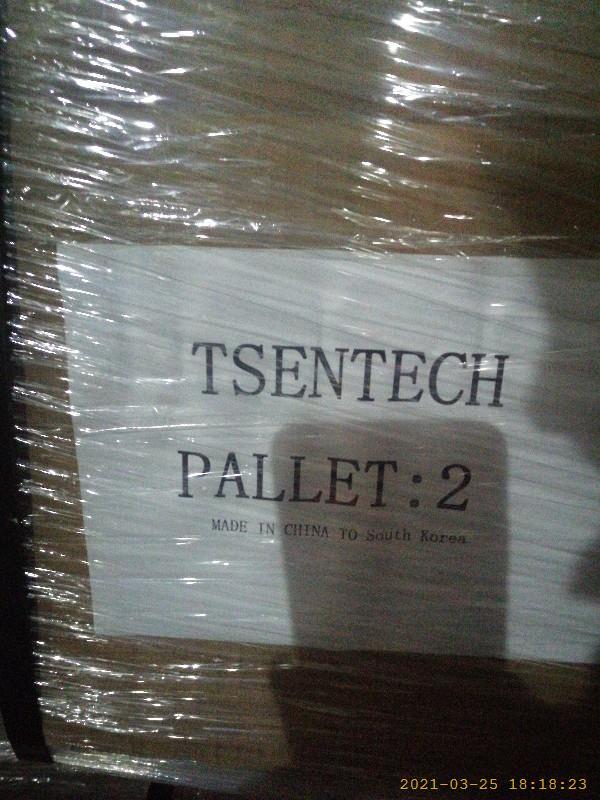 TSENTECH
PALLET:2
MADE IN CHINA TO South Korea
2021-03-25 18:18:23